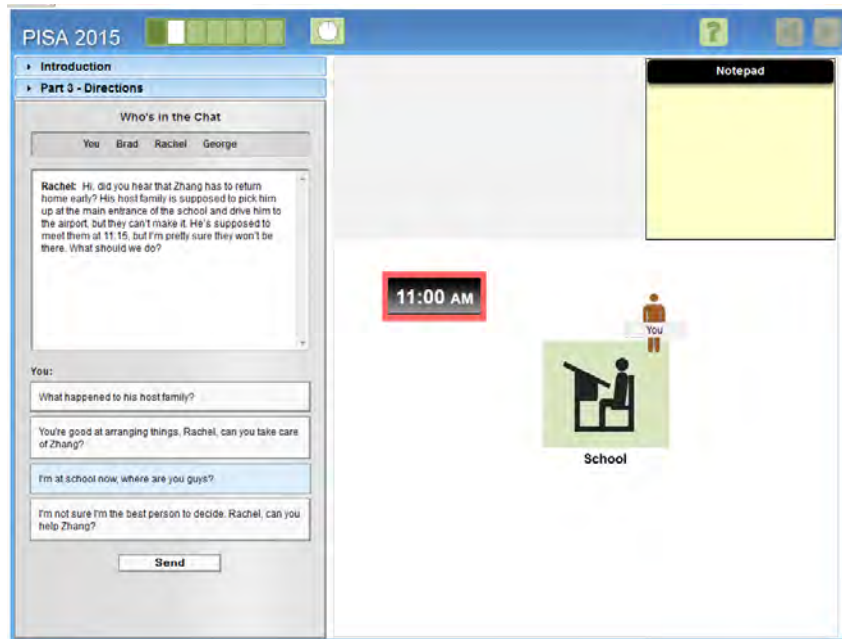 PISA 2015
?
Introduction
Part 3 - Directions
Who's in the Chat
You Brad Rachel George
Rachel: Hi, did you hear that Zhang has to return
home early? His host family is supposed to pick him
up at the main entrance of the school and drive him to
the airport, but they can't make it. He's supposed to
meet them at 11:15, but I'm pretty sure they won't be
there. What should we do?
You:
What happened to his host family?
You're good at arranging things, Rachel, can you take care
of Zhang?
I'm at school now, where are you guys?
I'm not sure I'm the best person to decide. Rachel, can you
help Zhang?
Send
Notepad
11:00 AM
You
School